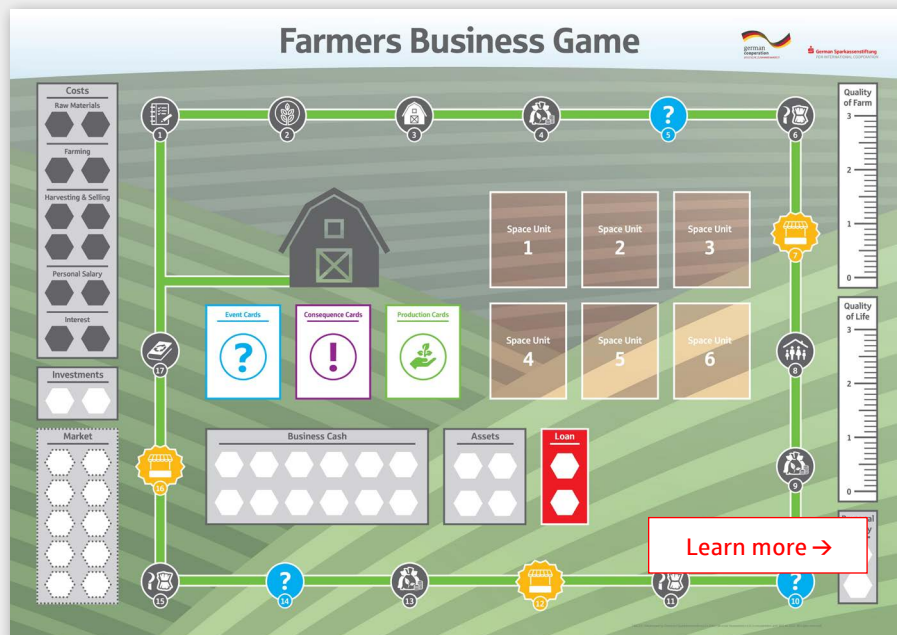 Farmers Business Game
german
cooperation
German Sparkassenstiftung
FOR INTERNATIONAL COOPERATION
Costs
Raw Materials
Farming
Harvesting & Selling
Personal Salary
Interest
Investments
Market
1
2
3
4
?
5
6
7
8
9
?
10
11
12
13
?
14
15
16
17
Space Unit
1
Space Unit
2
Space Unit
3
Space Unit
4
Space Unit
5
Space Unit
6
Event Cards
?
Consequence Cards
!
Production Cards
Business Cash
Assets
Loan
Quality
of Farm
3
2
1
0
Quality
of Life
3
2
1
0
Learn more →